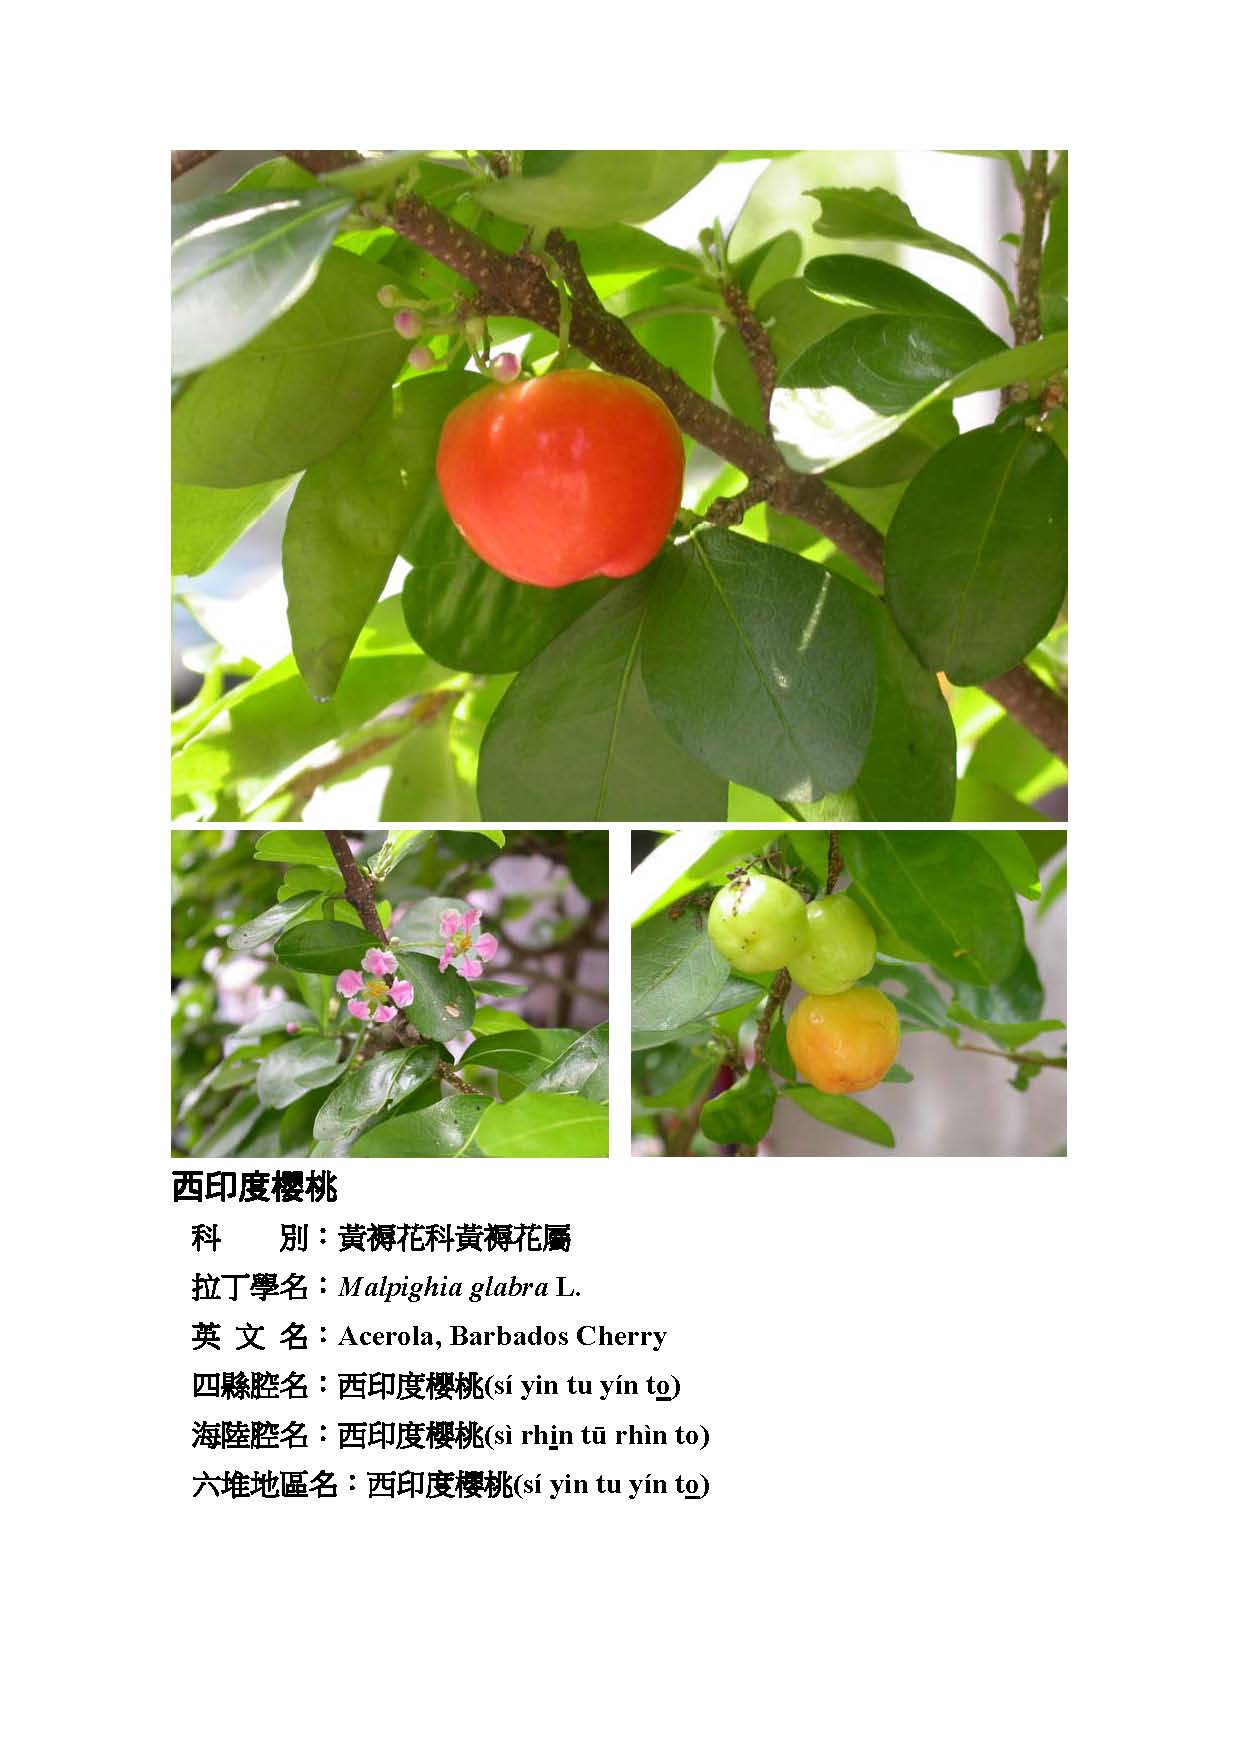 西印度櫻桃
科　　別：黃褥花科黃褥花屬
拉丁學名：Malpighia glabra L.
英 文 名：Acerola, Barbados Cherry
四縣腔名：西印度櫻桃(sí yin tu yín to)
海陸腔名：西印度櫻桃(sì rhin tū rhìn to)
六堆地區名：西印度櫻桃(sí yin tu yín to)